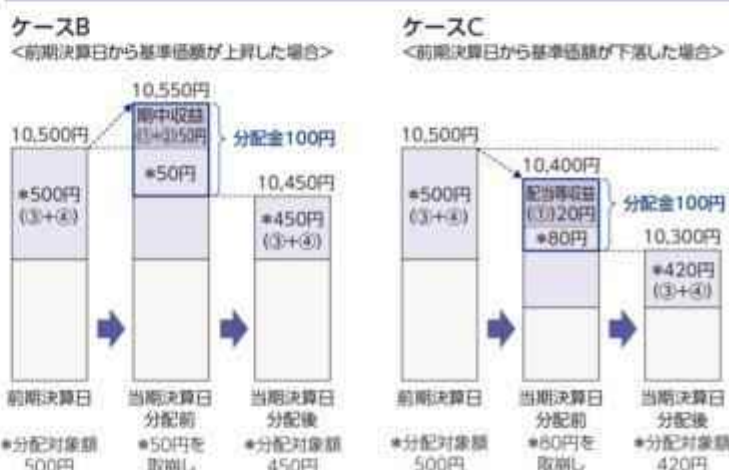 ケースB
<前期決算日から基準価額が上昇した場合>
10,550円
期中収益
(①+②)50円
*50円
分配金100円
10,500円
*500円
(③+④)
10,450円
*450円
(③+④)
前期決算日
*分配対象額
500円
当期決算日
分配前
*50円を
取崩し
当期決算日
分配後
*分配対象額
450円
ケースC
<前期決算日から基準価額が下落した場合>
10,500円
*500円
(③+④)
10,400円
配当等収益
(①)20円
*80円
分配金100円
10,300円
*420円
(③+④)
前期決算日
*分配対象額
500円
当期決算日
分配前
*80円を
取崩し
当期決算日
分配後
*分配対象額
420円